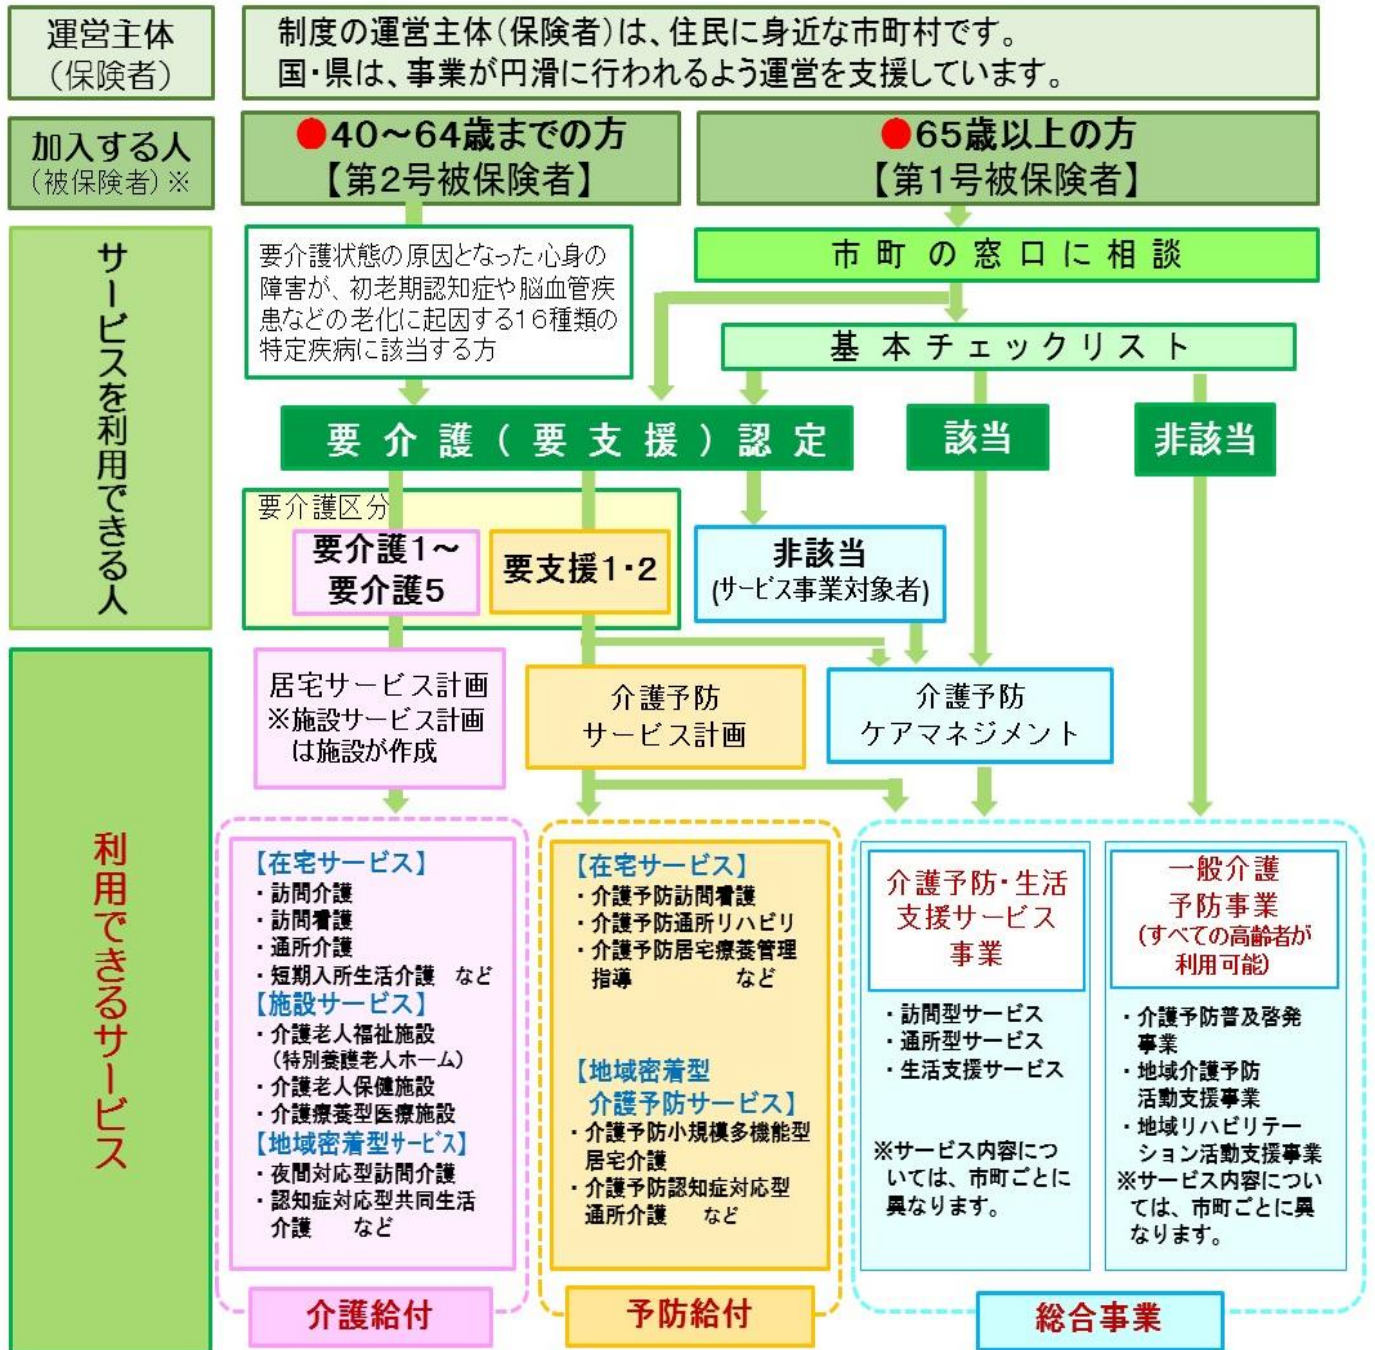 運営主体
(保険者)
制度の運営主体(保険者)は、住民に身近な市町村です。
国・県は、事業が円滑に行われるよう運営を支援しています。
加入する人
(被保険者)※
●40～64歳までの方
【第2号被保険者】
●65歳以上の方
【第1号被保険者】
サービスを利用できる人
要介護状態の原因となった心身の
障害が、初老期認知症や脳血管疾
患などの老化に起因する16種類の
特定疾病に該当する方
市町の窓口に相談
基本チェックリスト
要介護(要支援)認定
該当
非該当
要介護区分
要介護1～
要介護5
要支援1・2
非該当
(サービス事業対象者)
利用できるサービス
居宅サービス計画
※施設サービス計画
は施設が作成
介護予防
サービス計画
介護予防
ケアマネジメント
【在宅サービス】
・訪問介護
・訪問看護
・通所介護
・短期入所生活介護 など
【施設サービス】
・介護老人福祉施設
(特別養護老人ホーム)
・介護老人保健施設
・介護療養型医療施設
【地域密着型サービス】
・夜間対応型訪問介護
・認知症対応型共同生活
介護 など
介護給付
【在宅サービス】
・介護予防訪問看護
・介護予防通所リハビリ
・介護予防居宅療養管理
指導 など
【地域密着型
介護予防サービス】
・介護予防小規模多機能型
居宅介護
・介護予防認知症対応型
通所介護 など
予防給付
介護予防・生活
支援サービス
事業
・訪問型サービス
・通所型サービス
・生活支援サービス
※サービス内容につ
いては、市町ごとに
異なります。
一般介護
予防事業
(すべての高齢者が
利用可能)
・介護予防普及啓発
事業
・地域介護予防
活動支援事業
・地域リハビリテー
ション活動支援事業
※サービス内容につい
ては、市町ごとに異
なります。
総合事業